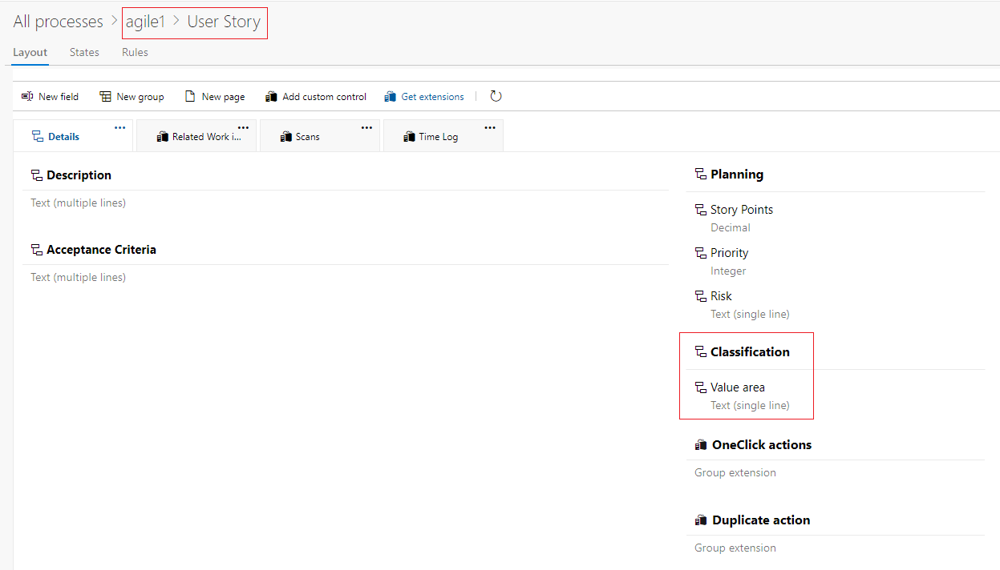 All processes > agile1 > User Story
Layout States Rules
New field New group New page Add custom control Get extensions
Details ... Related Work i... ... Scans ... Time Log ...
Description
Text (multiple lines)
Acceptance Criteria
Text (multiple lines)
Planning
Story Points
Decimal
Priority
Integer
Risk
Text (single line)
Classification
Value area
Text (single line)
OneClick actions
Group extension
Duplicate action
Group extension